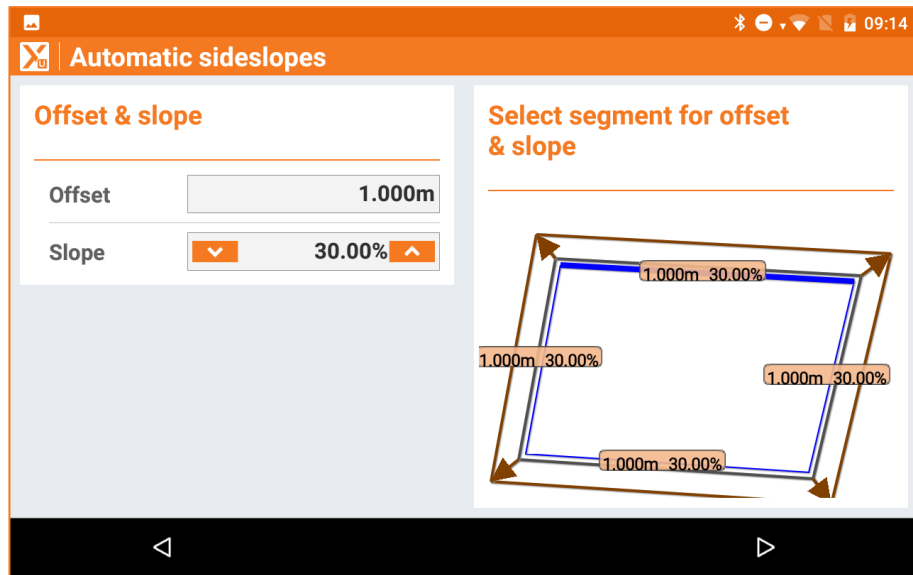 09:14
Xu Automatic sideslopes
Offset & slope
Offset 1.000m
Slope 30.00%
Select segment for offset
& slope
1.000m 30.00%
1.000m 30.00%
1.000m 30.00%
1.000m 30.00%